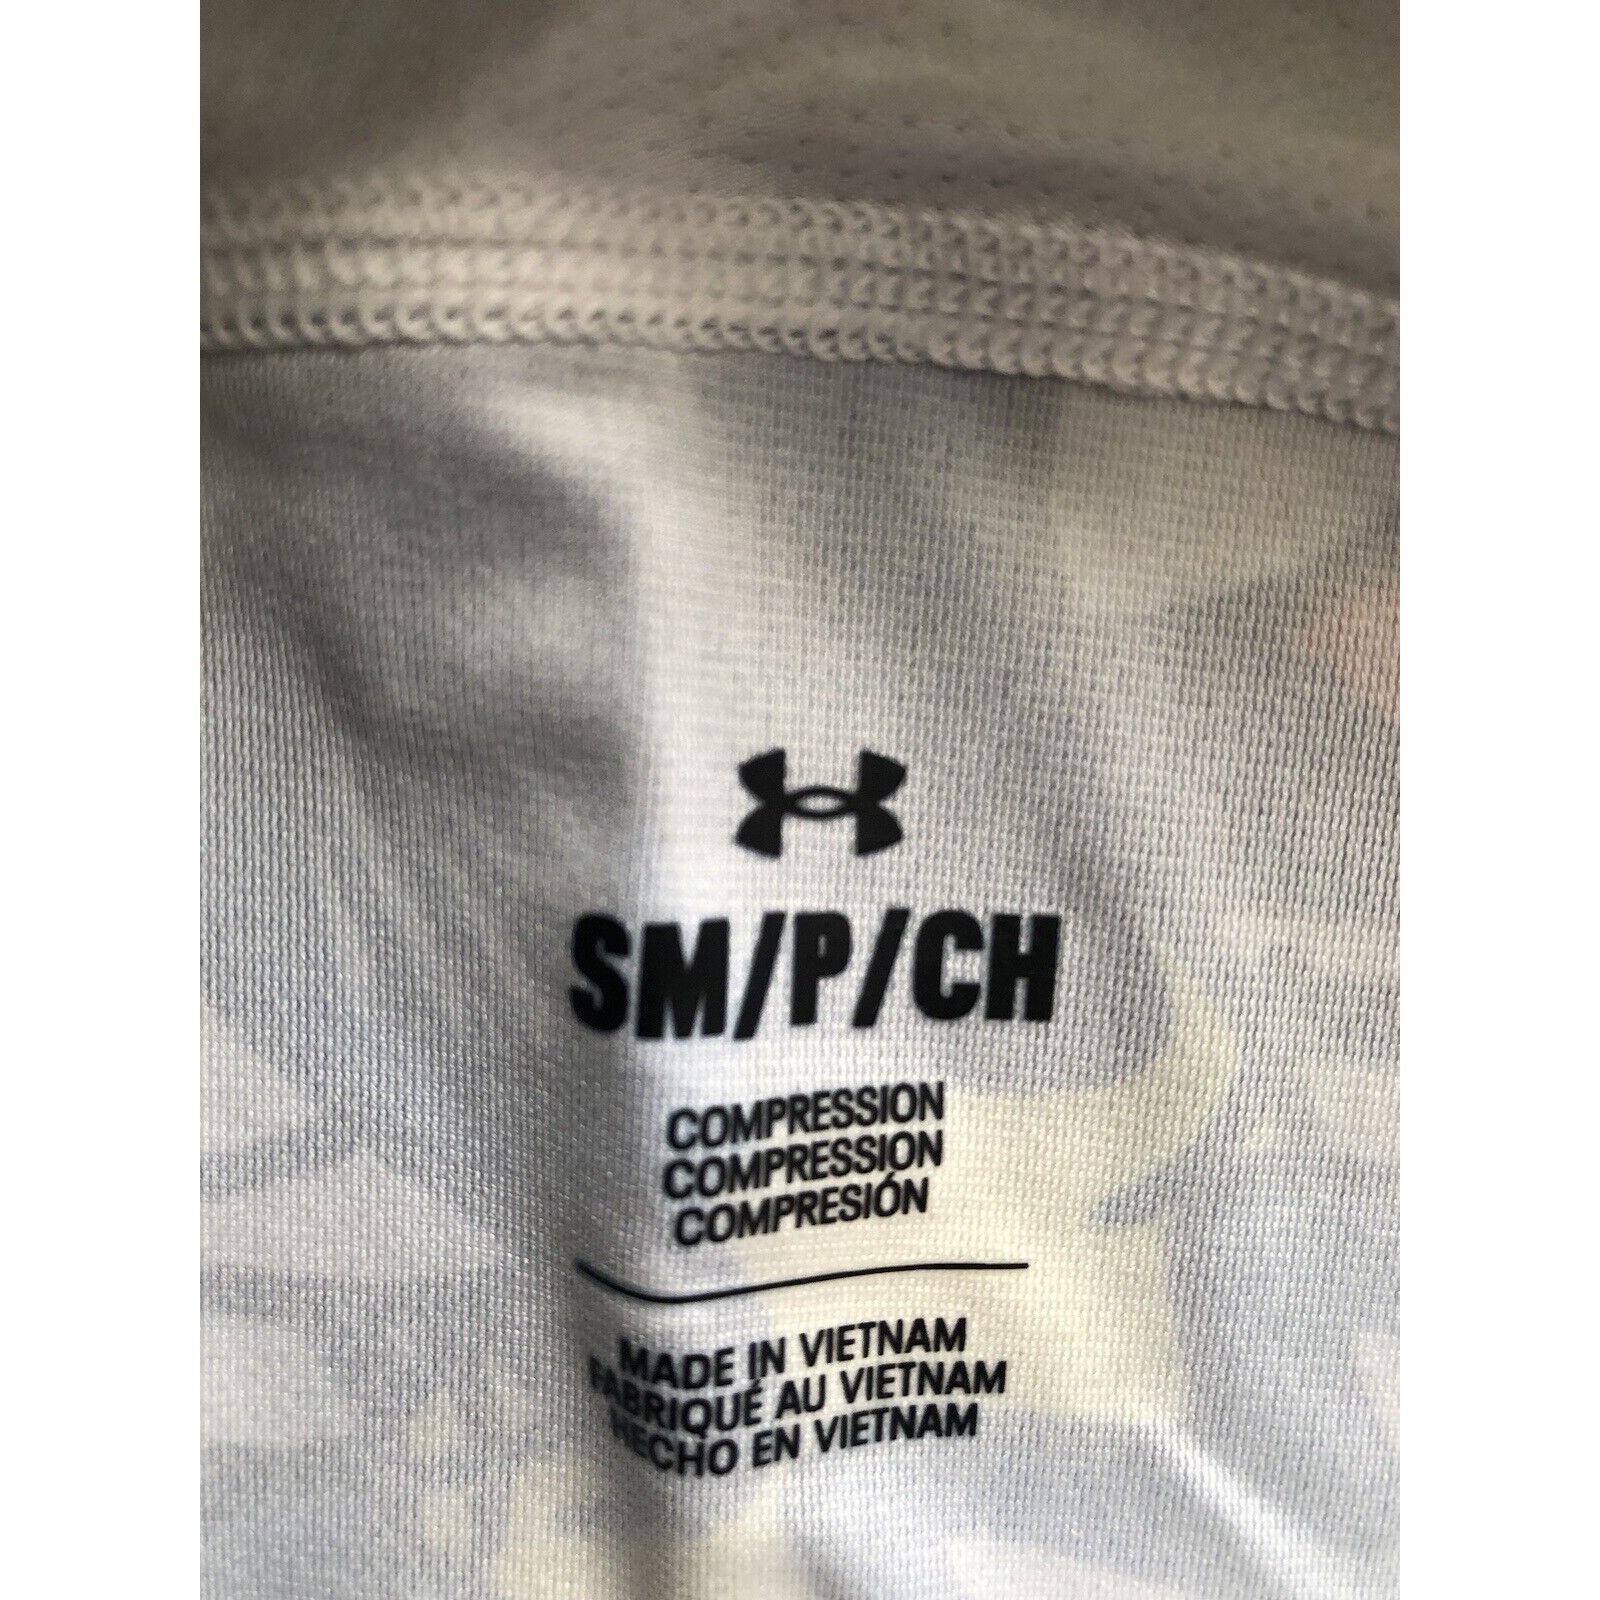 SM/P/CH
COMPRESSION
COMPRESSION
COMPRESIÓN
MADE IN VIETNAM
FABRIQUÉ AU VIETNAM
HECHO EN VIETNAM